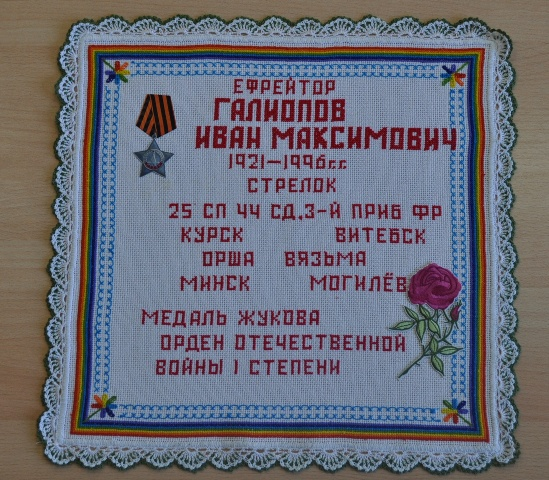 ЕФРЕЙТОР
ГАЛИОПОВ
ИВАН МАКСИМОВИЧ
1921—1996г.г.
СТРЕЛОК
25 СП 44 СД, 3-Й ПРИБ ФР
КУРСК ВИТЕБСК
ОРША ВЯЗЬМА
МИНСК МОГИЛЁВ
МЕДАЛЬ ЖУКОВА
ОРДЕН ОТЕЧЕСТВЕННОЙ
ВОЙНЫ I СТЕПЕНИ